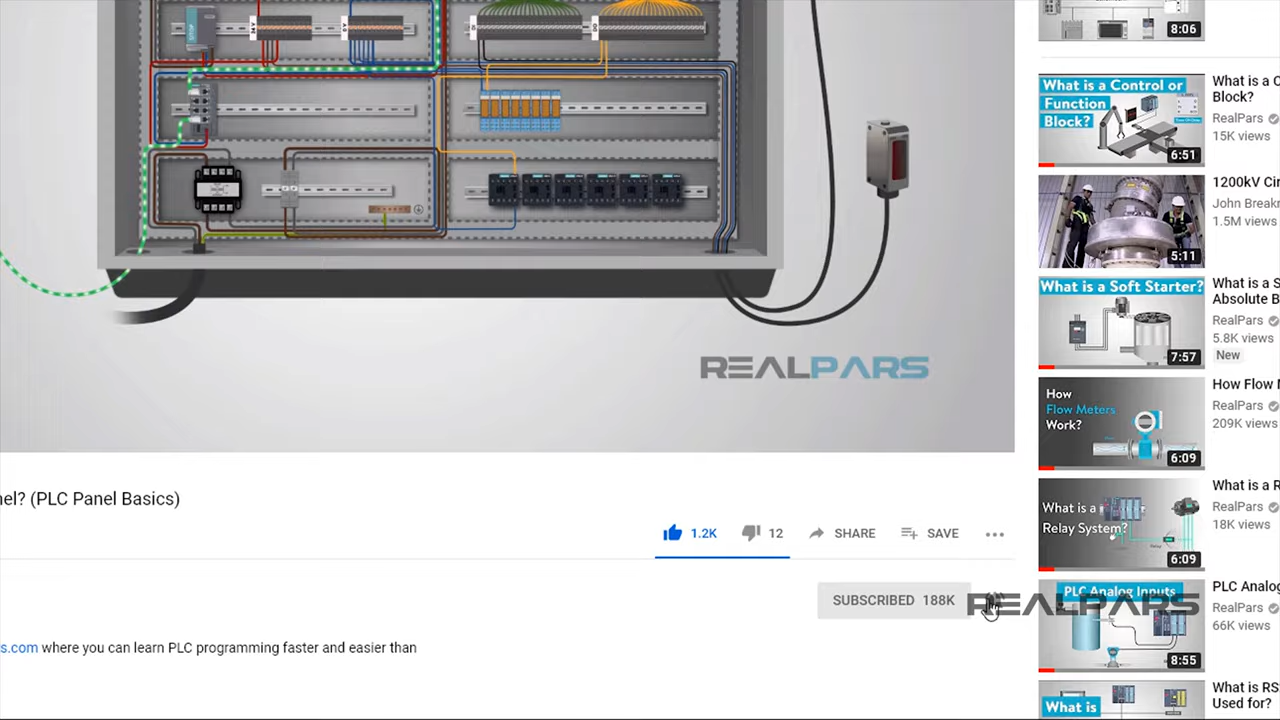 REALPARS
nel? (PLC Panel Basics)
1.2K
12
SHARE
SAVE
SUBSCRIBED 188K
s.com where you can learn PLC programming faster and easier than
8:06
What is a Control or
Function
Block?
6:51
What is a C
Block?
RealPars
15K views
5:11
1200kV Cir
John Breakn
1.5M views
What is a Soft Starter?
7:57
What is a S
Absolute B
RealPars
5.8K views
New
How
Flow Meters
Work?
6:09
How Flow M
RealPars
209K views
What is a
Relay System?
6:09
What is a R
RealPars
18K views
PLC Analog Inputs
REALPARS
8:55
PLC Analog
RealPars
66K views
What is
What is RS
Used for?